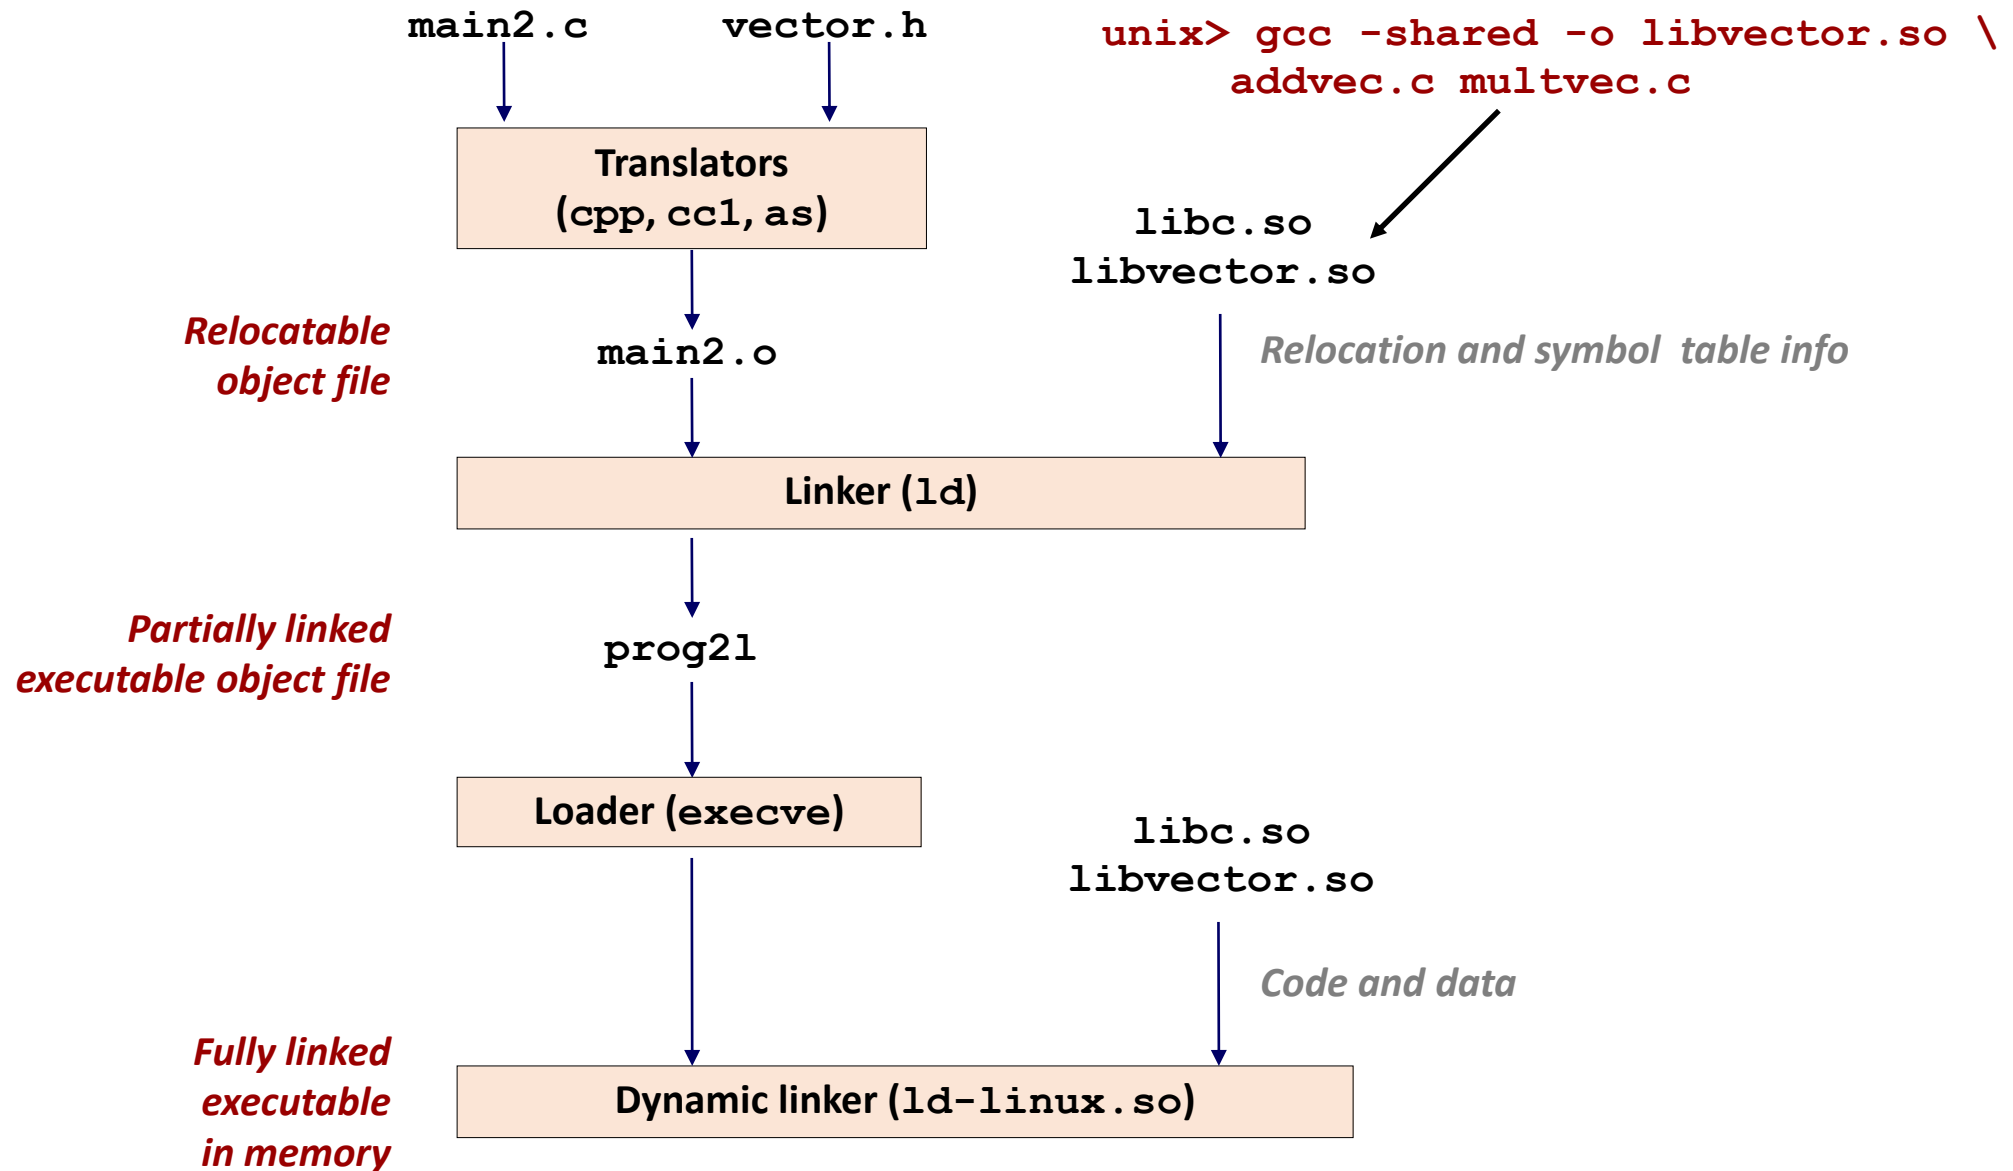 main2.c
vector.h
unix> gcc -shared -o libvector.so \
addvec.c multvec.c
Translators
(cpp, cc1, as)
libc.so
libvector.so
Relocatable
object file
main2.o
Relocation and symbol table info
Linker (ld)
Partially linked
executable object file
prog2l
Loader (execve)
libc.so
libvector.so
Code and data
Fully linked
executable
in memory
Dynamic linker (ld-linux.so)